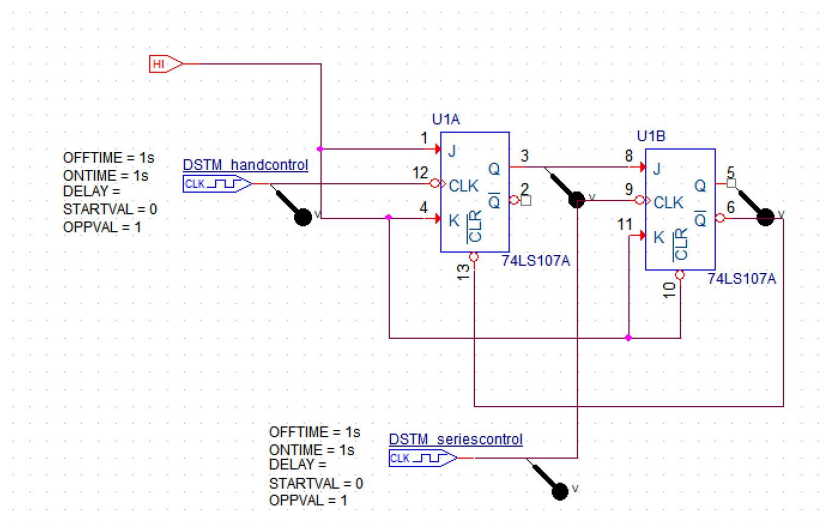 HI
U1A
OFFTIME = 1s
ONTIME = 1s
DELAY =
STARTVAL = 0
OPPVAL = 1
DSTM_handcontrol
CLK
V
1
J
12
CLK
4
K
CLR
Q
3
Q
2
13
74LS107A
V
U1B
8
J
9
CLK
11
K
CLR
Q
5
Q
6
10
74LS107A
V
OFFTIME = 1s
ONTIME = 1s
DELAY =
STARTVAL = 0
OPPVAL = 1
DSTM_seriescontrol
CLK
V